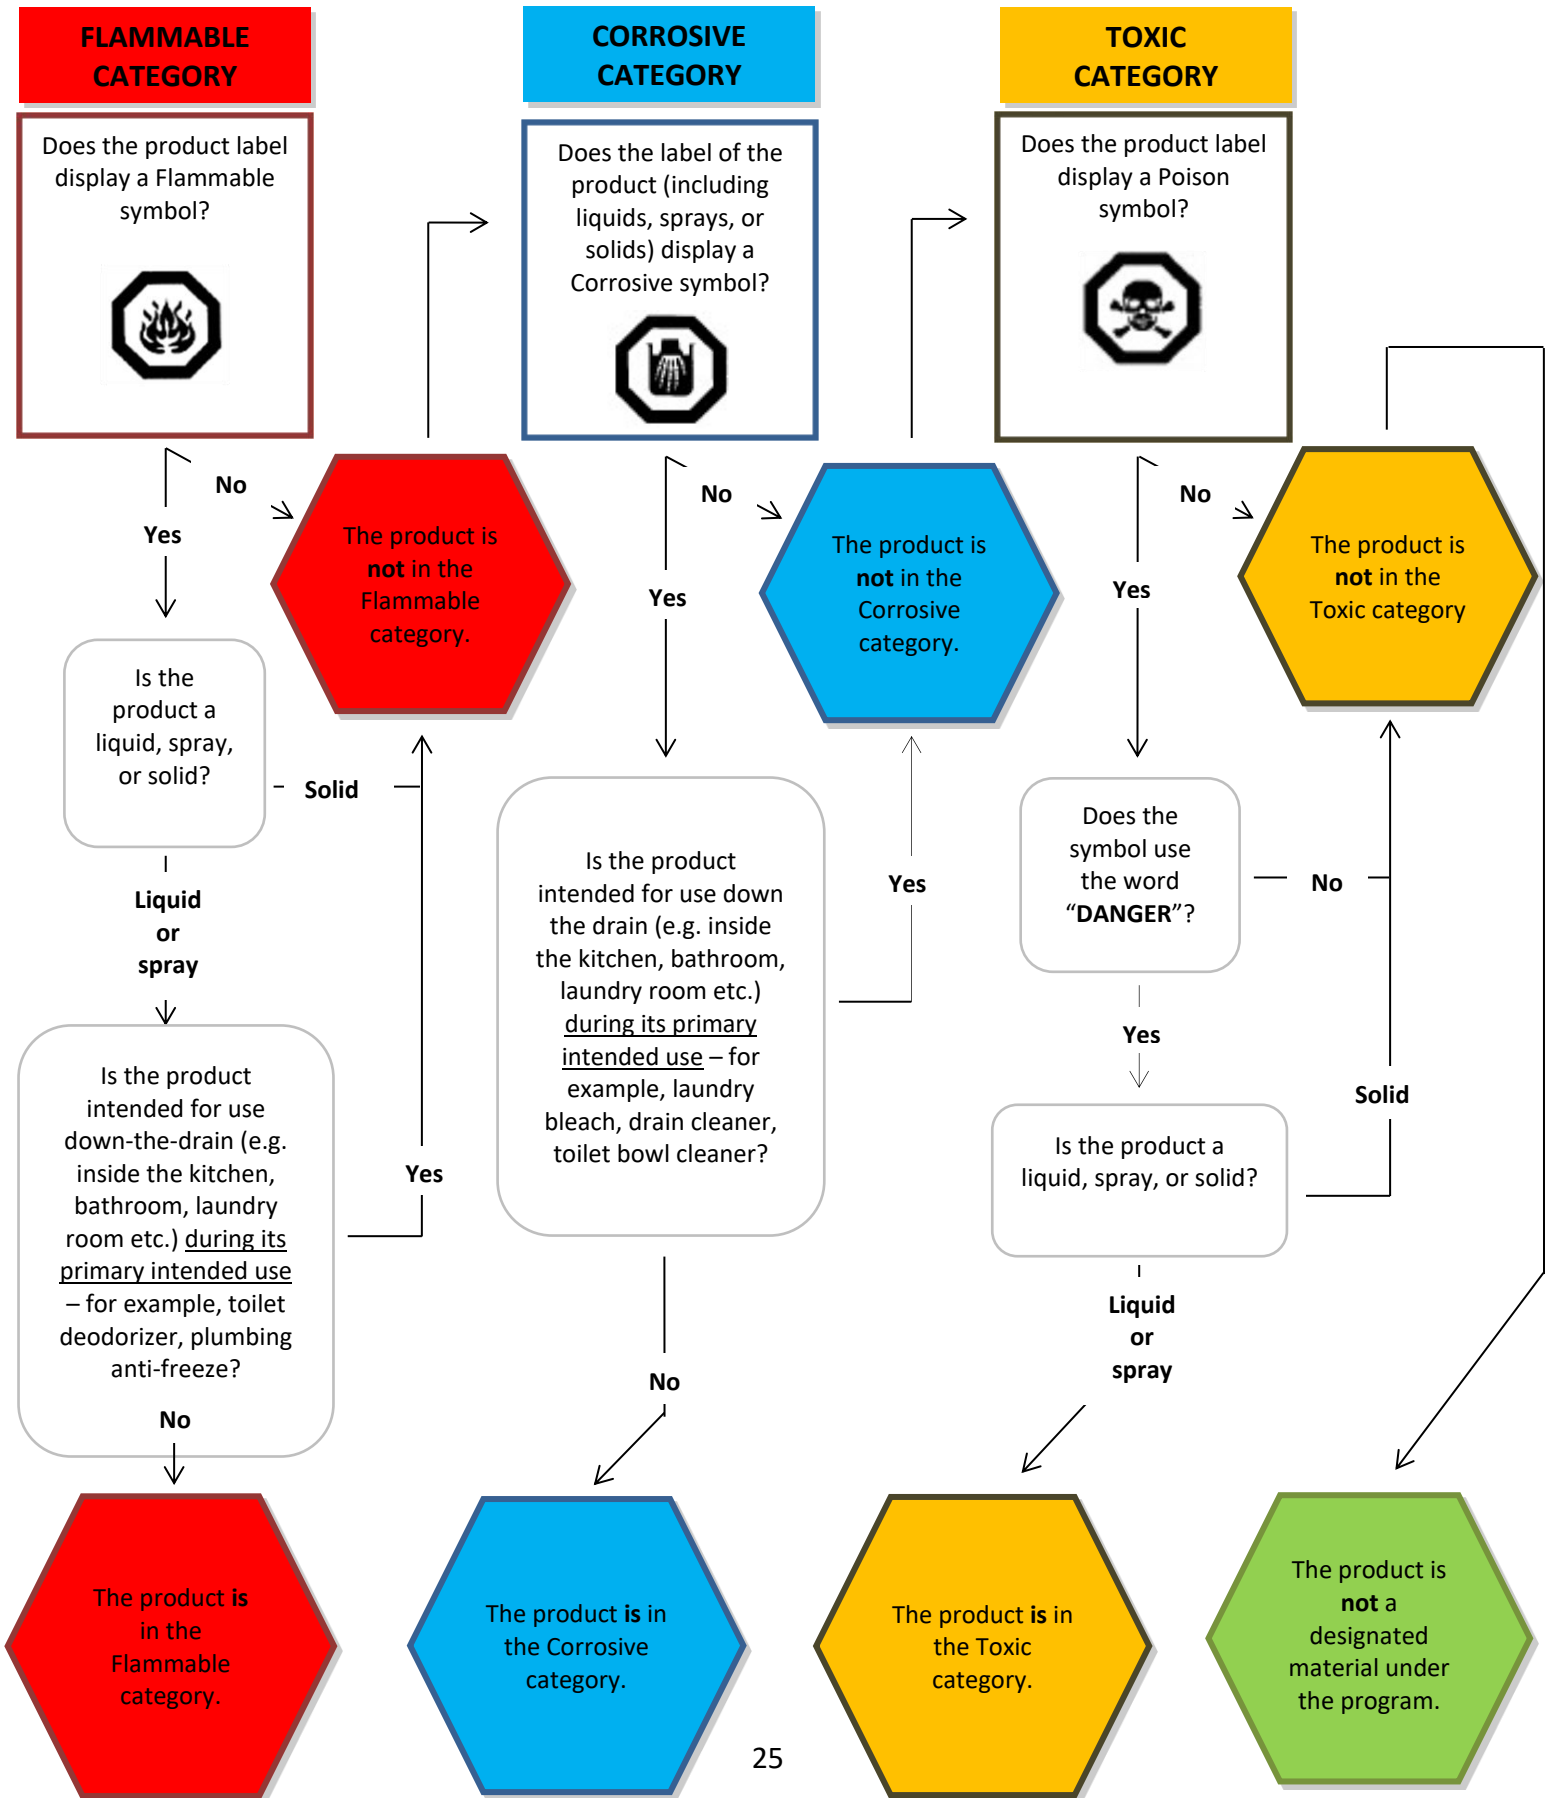 FLAMMABLE
CATEGORY
Does the product label
display a Flammable
symbol?
No
Yes
The product is
not in the
Flammable
category.
Is the
product a
liquid, spray,
or solid?
Solid
Liquid
or
spray
Is the product
intended for use
down-the-drain (e.g.
inside the kitchen,
bathroom, laundry
room etc.) during its
primary intended use
– for example, toilet
deodorizer, plumbing
anti-freeze?
Yes
No
The product is
in the
Flammable
category.
CORROSIVE
CATEGORY
Does the label of the
product (including
liquids, sprays, or
solids) display a
Corrosive symbol?
No
Yes
The product is
not in the
Corrosive
category.
Is the product
intended for use down
the drain (e.g. inside
the kitchen, bathroom,
laundry room etc.)
during its primary
intended use – for
example, laundry
bleach, drain cleaner,
toilet bowl cleaner?
Yes
No
The product is in
the Corrosive
category.
TOXIC
CATEGORY
Does the product label
display a Poison
symbol?
No
Yes
The product is
not in the
Toxic category
Does the
symbol use
the word
“DANGER”?
No
Yes
Is the product a
liquid, spray, or solid?
Solid
Liquid
or
spray
The product is in
the Toxic
category.
The product is
not a
designated
material under
the program.
25